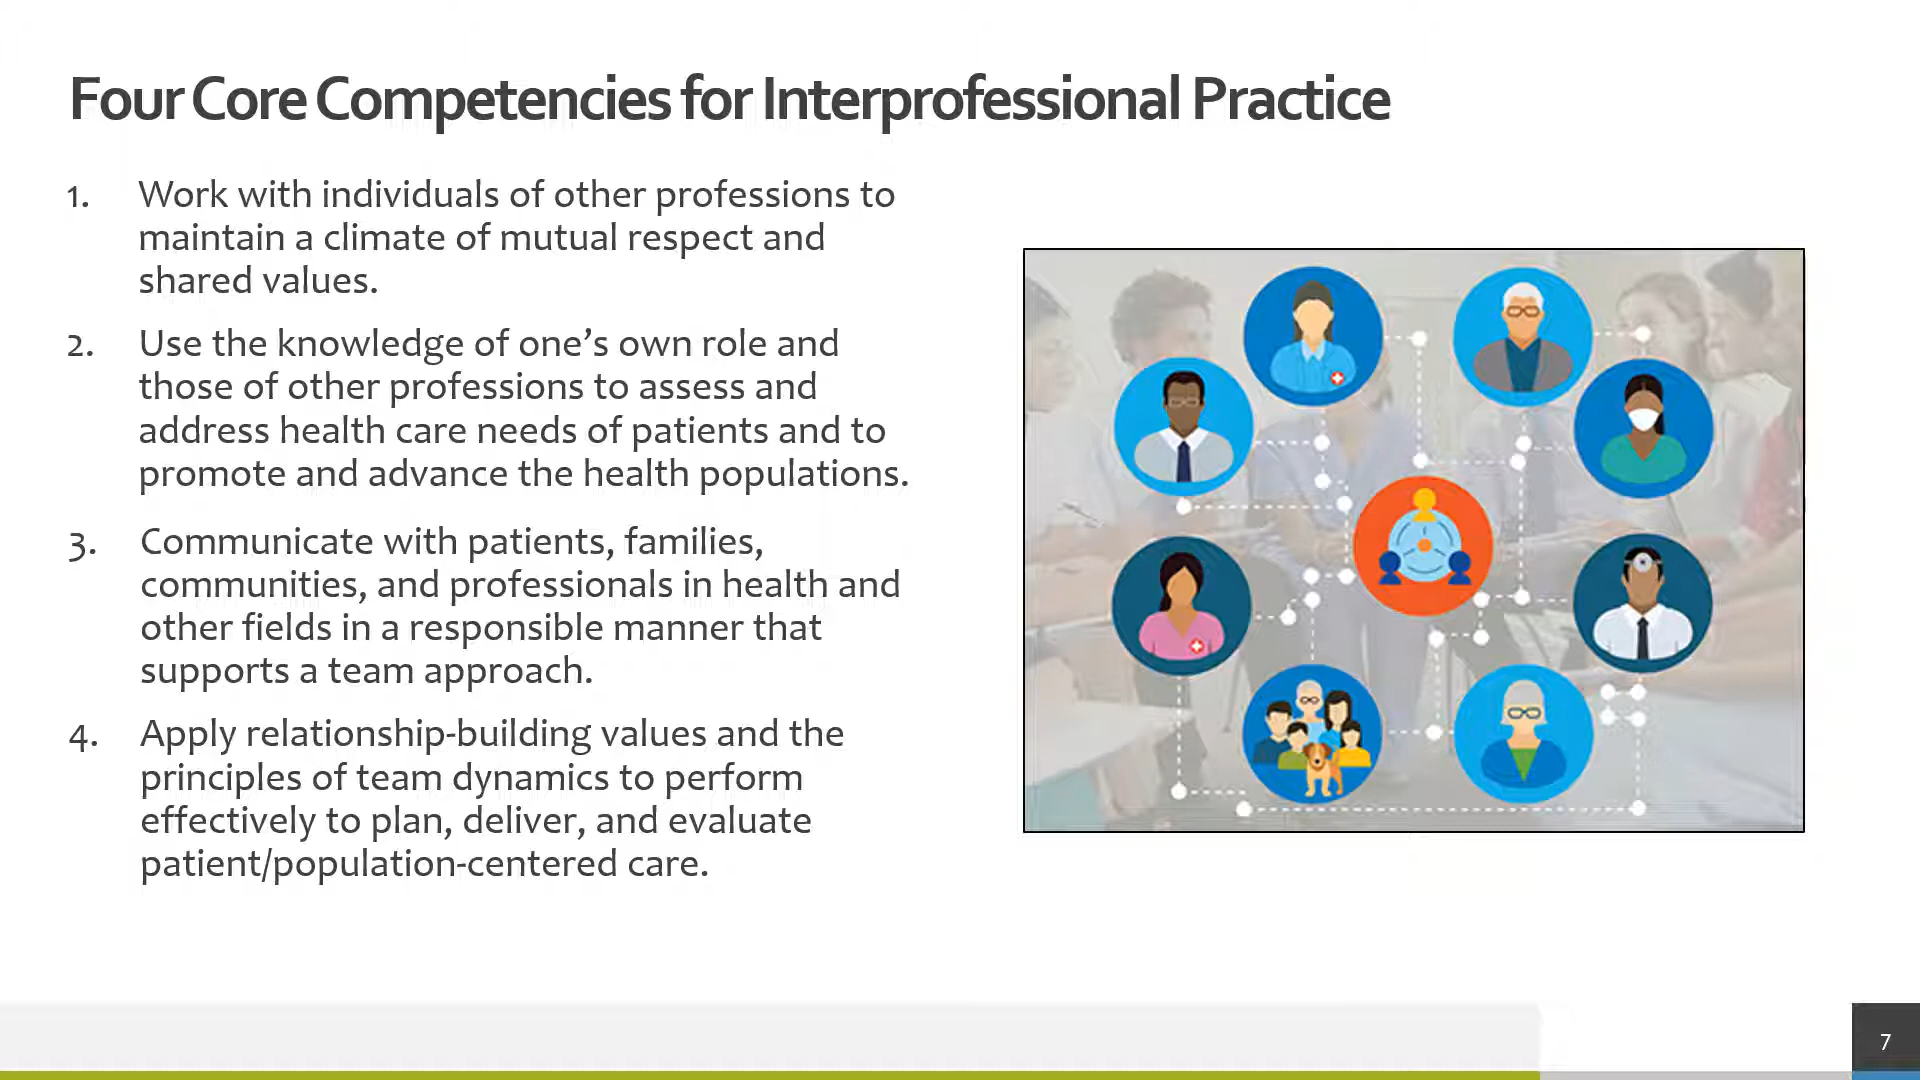 Four Core Competencies for Interprofessional Practice
1. Work with individuals of other professions to
maintain a climate of mutual respect and
shared values.
2. Use the knowledge of one’s own role and
those of other professions to assess and
address health care needs of patients and to
promote and advance the health populations.
3. Communicate with patients, families,
communities, and professionals in health and
other fields in a responsible manner that
supports a team approach.
4. Apply relationship-building values and the
principles of team dynamics to perform
effectively to plan, deliver, and evaluate
patient/population-centered care.
7